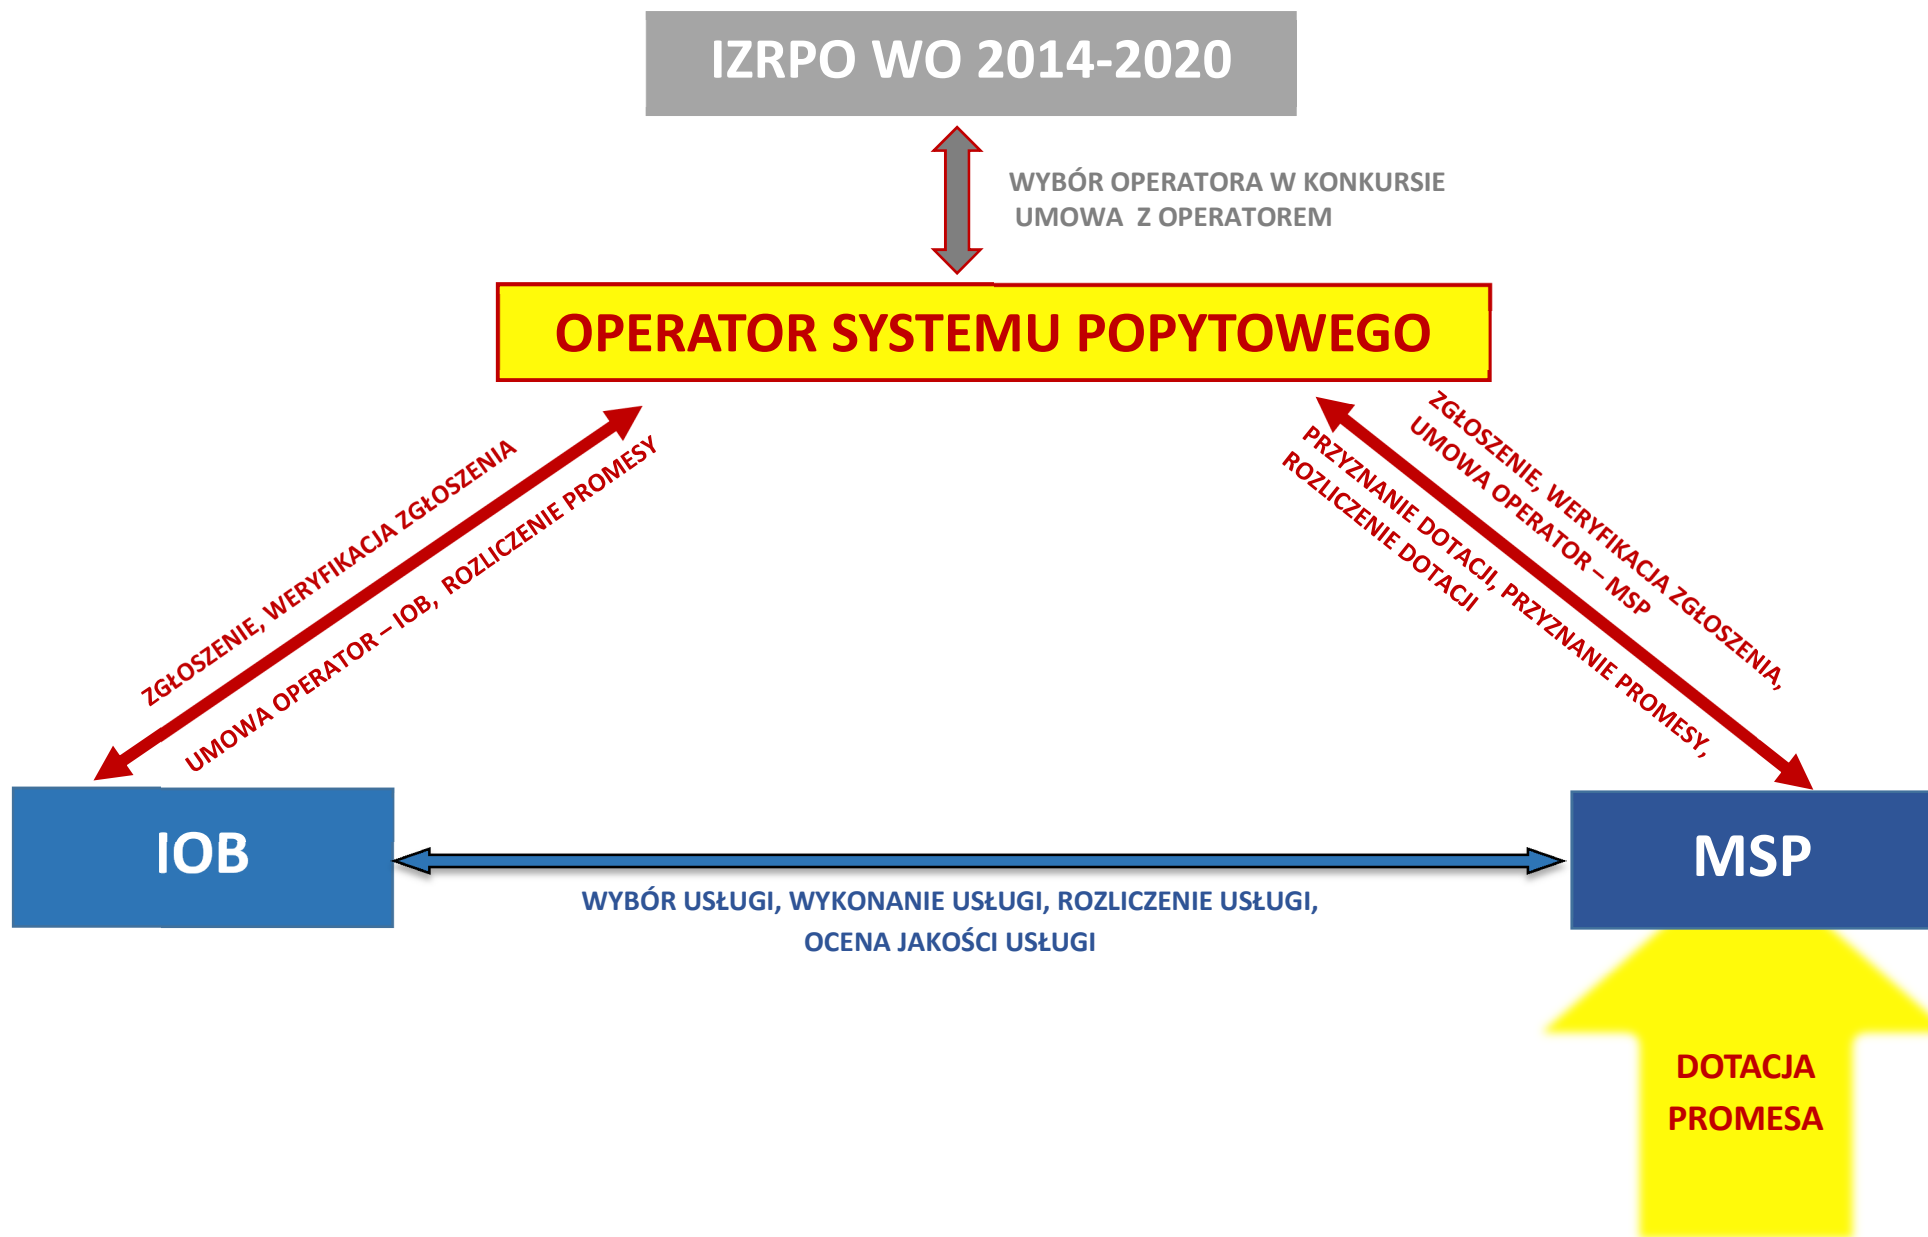 IZRPO WO 2014-2020
WYBÓR OPERATORA W KONKURSIE
UMOWA Z OPERATOREM
OPERATOR SYSTEMU POPYTOWEGO
ZGŁOSZENIE, WERYFIKACJA ZGŁOSZENIA
UMOWA OPERATOR – IOB, ROZLICZENIE PROMESY
ZGŁOSZENIE, WERYFIKACJA ZGŁOSZENIA,
UMOWA OPERATOR – MSP
PRZYZNANIE DOTACJI, PRZYZNANIE PROMESY,
ROZLICZENIE DOTACJI
IOB
MSP
WYBÓR USŁUGI, WYKONANIE USŁUGI, ROZLICZENIE USŁUGI,
OCENA JAKOŚCI USŁUGI
DOTACJA
PROMESA